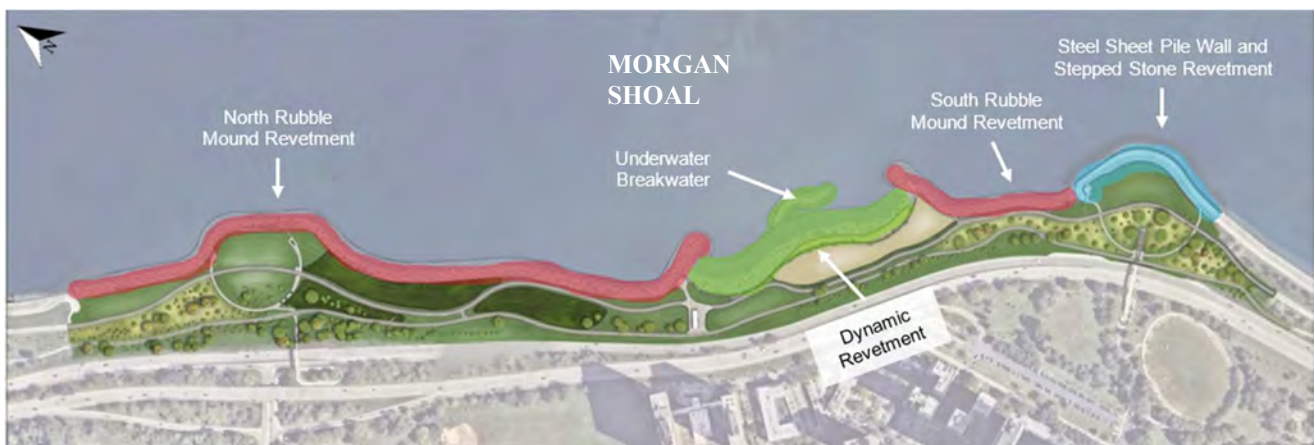 N
MORGAN
SHOAL
Steel Sheet Pile Wall and
Stepped Stone Revetment
North Rubble
Mound Revetment
South Rubble
Mound Revetment
Underwater
Breakwater
Dynamic
Revetment